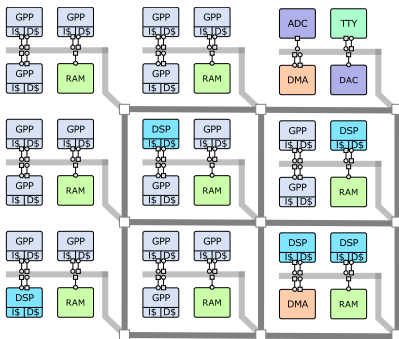 GPP GPP GPP GPP ADC TTY
I$ D$ I$ D$ I$ D$ I$ D$
GPP RAM GPP RAM DMA DAC
I$ D$ I$ D$
GPP GPP DSP GPP GPP DSP
I$ D$ I$ D$ I$ D$ I$ D$ I$ D$ I$ D$
GPP RAM GPP RAM GPP RAM
I$ D$ I$ D$ I$ D$
GPP GPP GPP GPP DSP DSP
I$ D$ I$ D$ I$ D$ I$ D$ I$ D$ I$ D$
DSP RAM GPP RAM DMA RAM
I$ D$ I$ D$